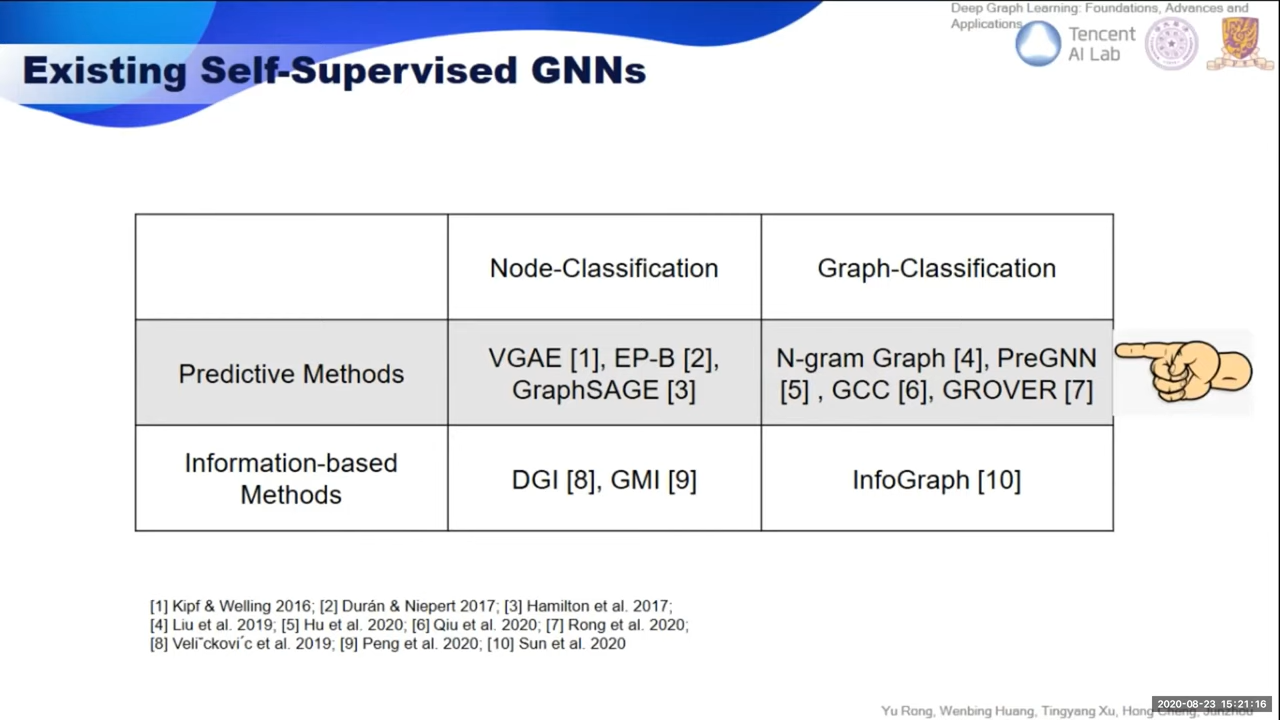 Deep Graph Learning: Foundations, Advances and
Applications
Tencent
AI Lab
Existing Self-Supervised GNNs
Node-Classification
Graph-Classification
Predictive Methods
VGAE [1], EP-B [2],
GraphSAGE [3]
N-gram Graph [4], PreGNN
[5] , GCC [6], GROVER [7]
Information-based
Methods
DGI [8], GMI [9]
InfoGraph [10]
[1] Kipf & Welling 2016; [2] Durán & Niepert 2017; [3] Hamilton et al. 2017;
[4] Liu et al. 2019; [5] Hu et al. 2020; [6] Qiu et al. 2020; [7] Rong et al. 2020;
[8] Veliˇckovi´c et al. 2019; [9] Peng et al. 2020; [10] Sun et al. 2020
2020-08-23 15:21:16
Yu Rong, Wenbing Huang, Tingyang Xu, Hong